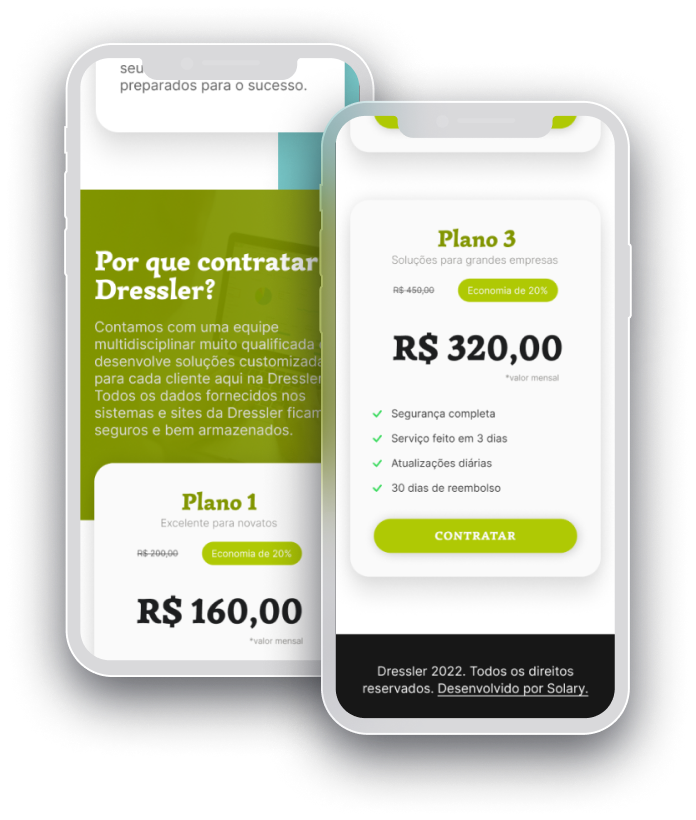 seu
preparados para o sucesso.
Por que contratar
Dressler?
Contamos com uma equipe
multidisciplinar muito qualificada
desenvolve soluções customizada
para cada cliente aqui na Dressler
Todos os dados fornecidos nos
sistemas e sites da Dressler ficam
seguros e bem armazenados.
Plano 1
Excelente para novatos
R$ 200,00 Economia de 20%
R$ 160,00
*valor mensal
Plano 3
Soluções para grandes empresas
R$ 450,00 Economia de 20%
R$ 320,00
*valor mensal
Segurança completa
Serviço feito em 3 dias
Atualizações diárias
30 dias de reembolso
CONTRATAR
Dressler 2022. Todos os direitos
reservados. Desenvolvido por Solary.